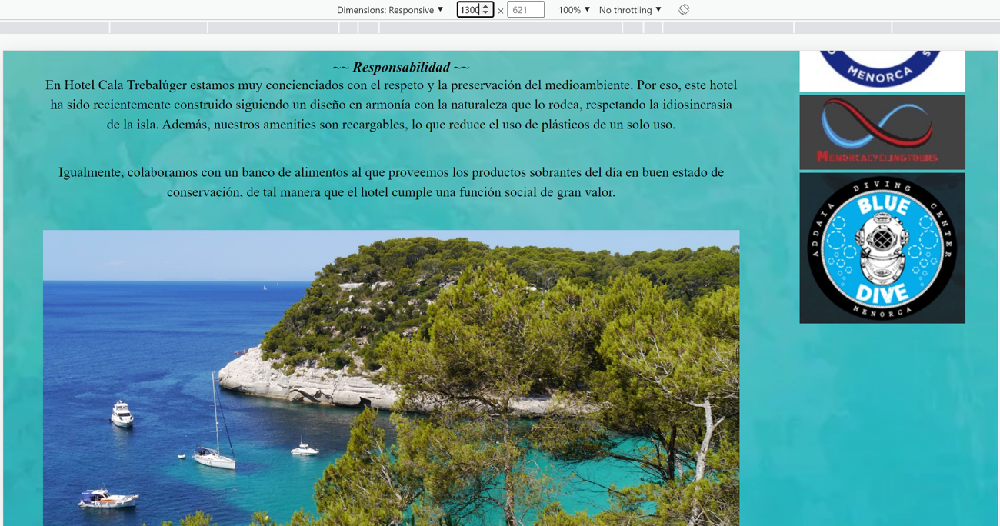 Dimensions: Responsive 1300 × 621 100% No throttling
~~ Responsabilidad ~~
En Hotel Cala Trebalúger estamos muy concienciados con el respeto y la preservación del medioambiente. Por eso, este hotel
ha sido recientemente construido siguiendo un diseño en armonía con la naturaleza que lo rodea, respetando la idiosincrasia
de la isla. Además, nuestros amenities son recargables, lo que reduce el uso de plásticos de un solo uso.
Igualmente, colaboramos con un banco de alimentos al que proveemos los productos sobrantes del día en buen estado de
conservación, de tal manera que el hotel cumple una función social de gran valor.
MENORCA
MENORCACYCLINGTOURS
ADDAIA DIVING CENTER
BLUE
DIVE
MENORCA